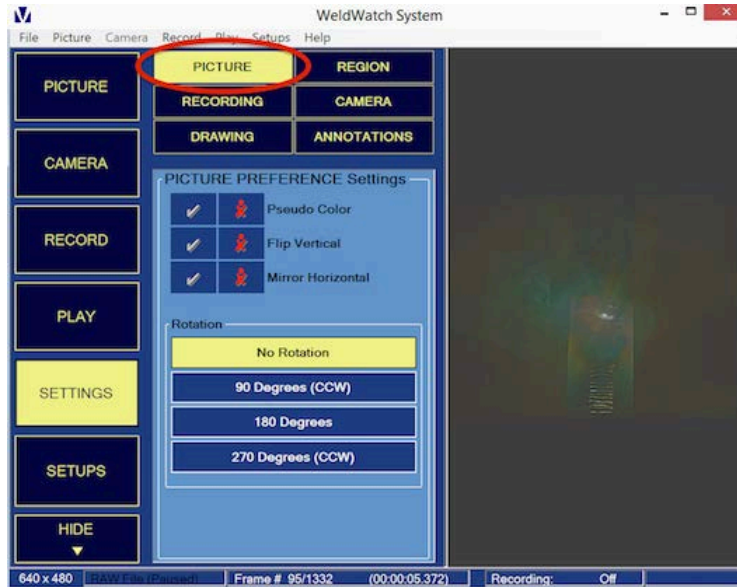 WeldWatch System
File Picture Camera Record Play Setups Help
PICTURE
CAMERA
RECORD
PLAY
SETTINGS
SETUPS
HIDE
PICTURE REGION
RECORDING CAMERA
DRAWING ANNOTATIONS
PICTURE PREFERENCE Settings
Pseudo Color
Flip Vertical
Mirror Horizontal
Rotation
No Rotation
90 Degrees (CCW)
180 Degrees
270 Degrees (CCW)
640 x 480 RAW File (Paused) Frame # 95/1332 (00:00:05.372) Recording: Off